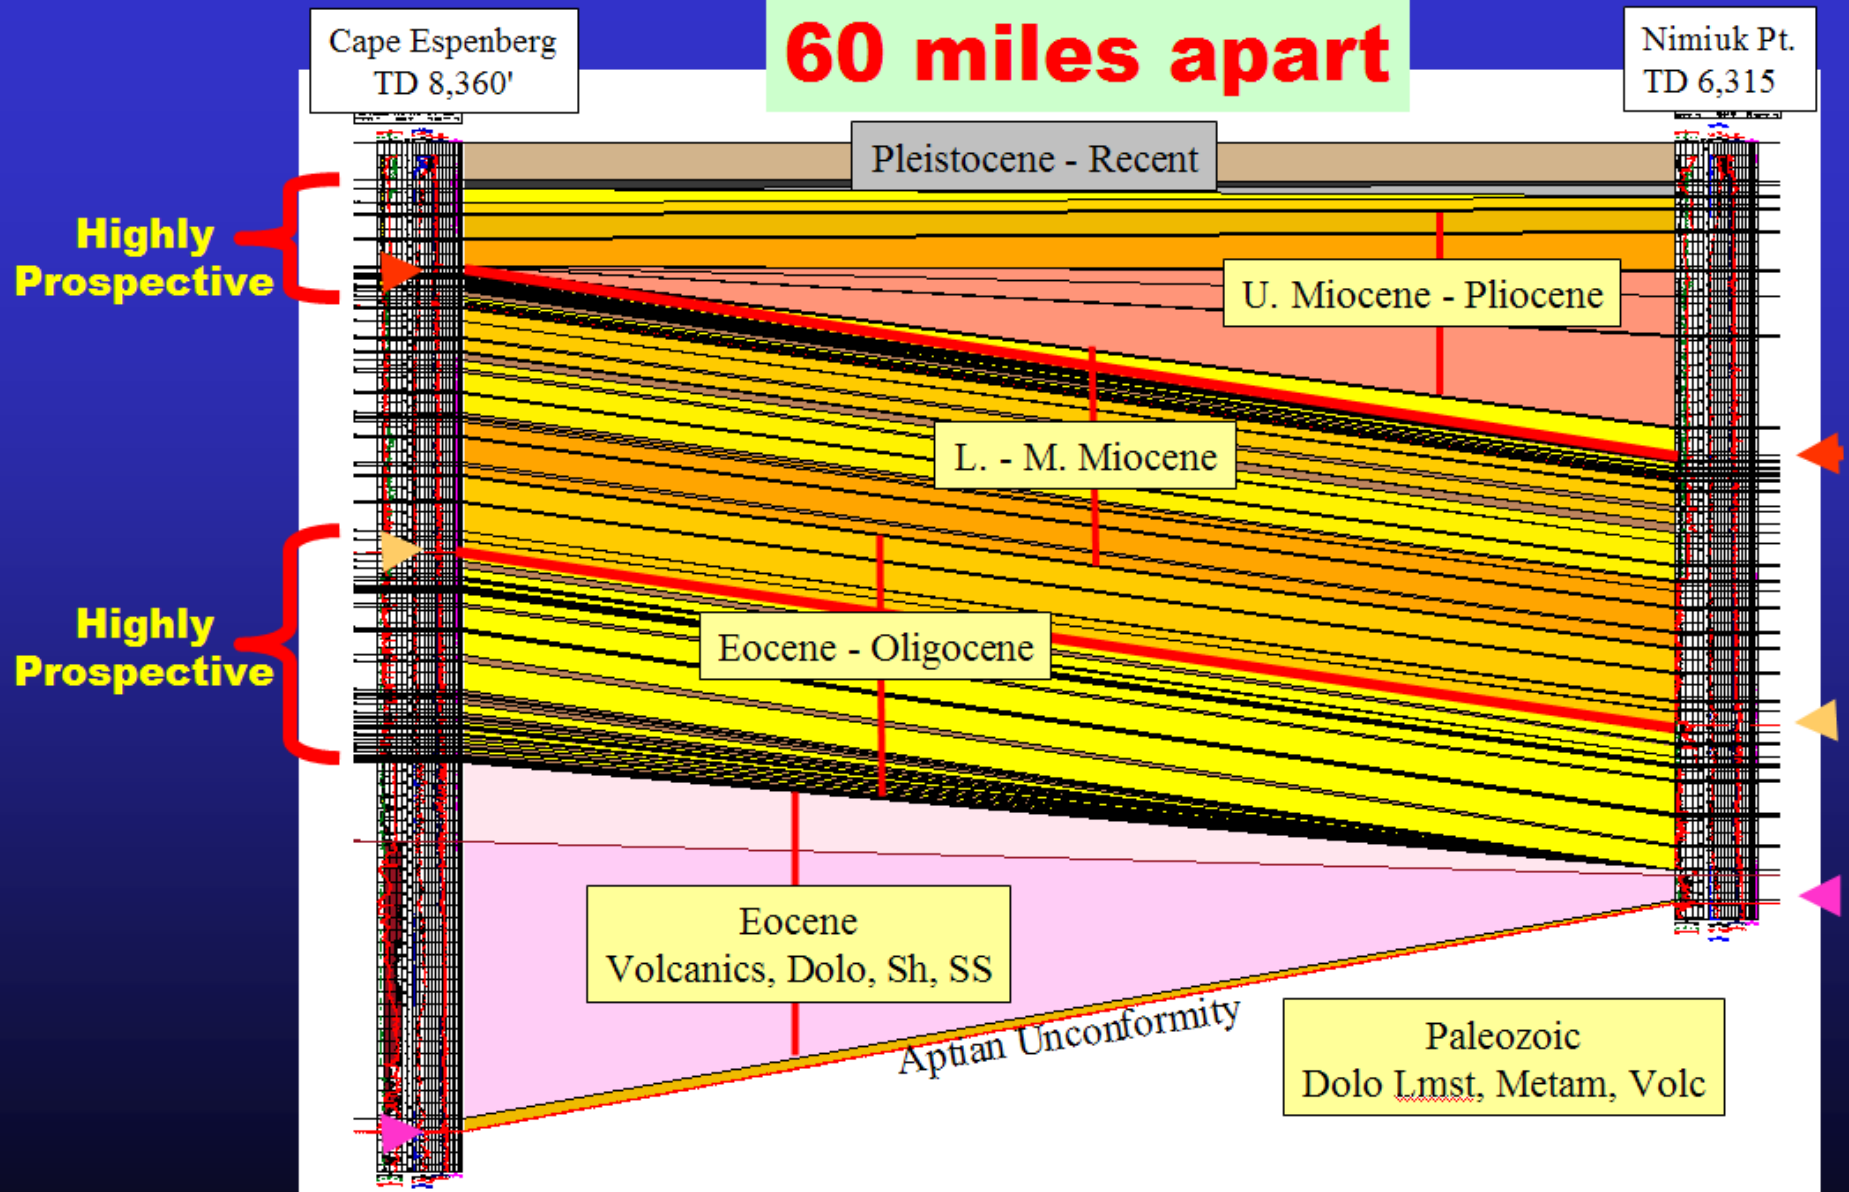 Cape Espenberg
TD 8,360'
60 miles apart
Nimiuk Pt.
TD 6,315
Pleistocene - Recent
Highly
Prospective
U. Miocene - Pliocene
L. - M. Miocene
Highly
Prospective
Eocene - Oligocene
Eocene
Volcanics, Dolo, Sh, SS
Aptian Unconformity
Paleozoic
Dolo Lmst, Metam, Volc